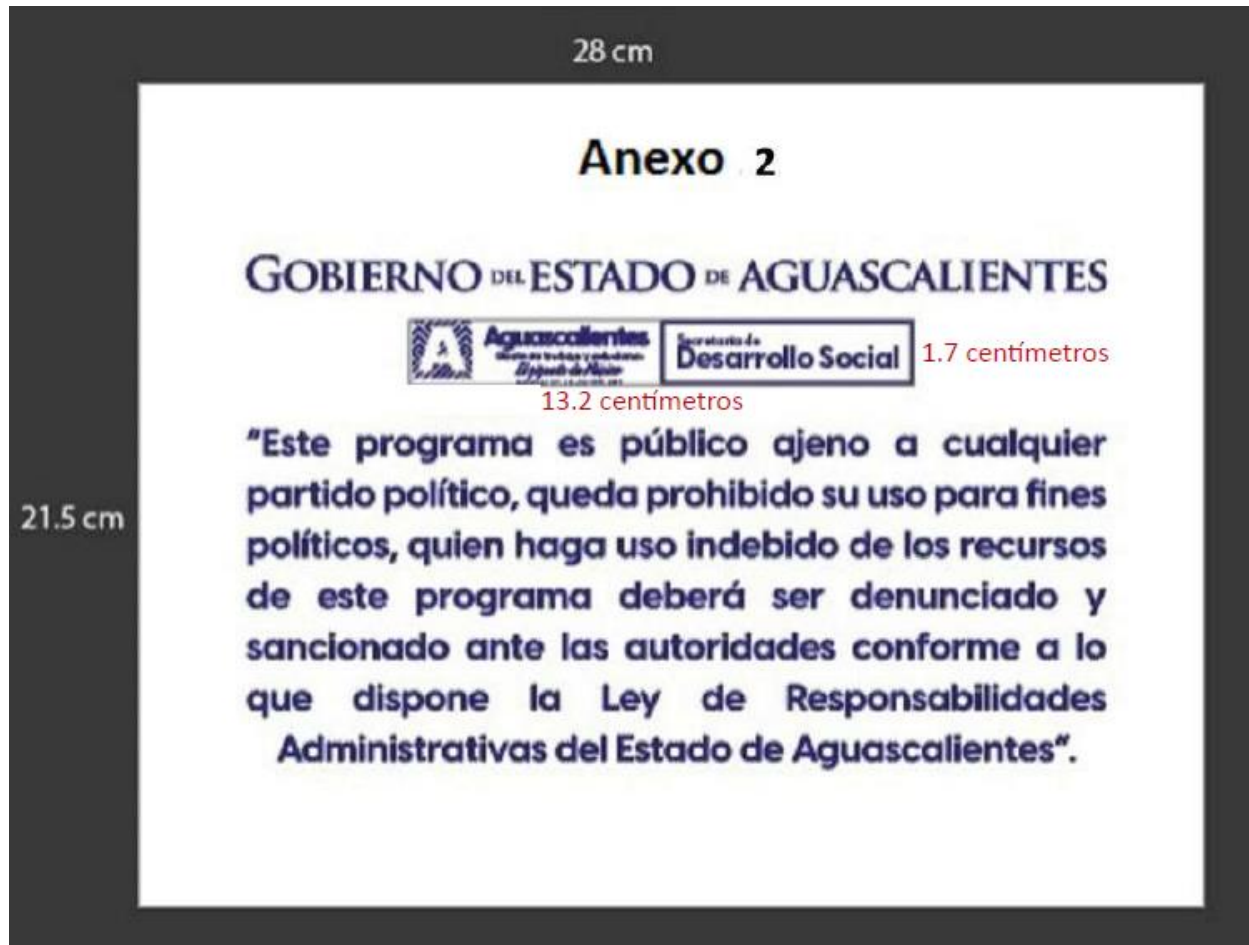 28 cm
Anexo 2
GOBIERNO DEL ESTADO DE AGUASCALIENTES
Aguascalientes
Secretaría de
Desarrollo Social
1.7 centímetros
13.2 centímetros
"Este programa es público ajeno a cualquier
partido político, queda prohibido su uso para fines
21.5 cm
políticos, quien haga uso indebido de los recursos
de este programa deberá ser denunciado y
sancionado ante las autoridades conforme a lo
que dispone la Ley de Responsabilidades
Administrativas del Estado de Aguascalientes".